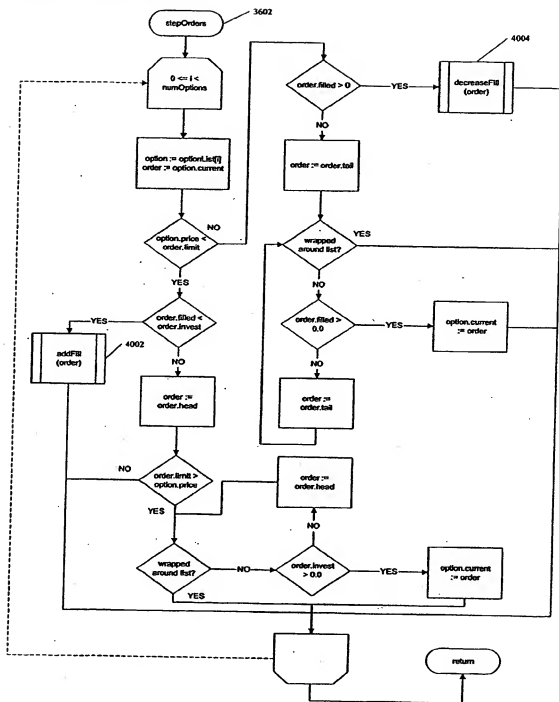 stepOrders
3602
0 <= i <
numOptions
option := optionList[i]
order := option.current
NO
option.price <
order.limit
YES
order.filled <
order.invest
YES
addFill
(order)
4002
NO
order :=
order.head
NO
order.limit >
option.price
YES
wrapped
around list?
NO
YES
order.invest
> 0.0
NO
order :=
order.head
YES
option.current
:= order
order.filled > 0
YES
4004
decreaseFill
(order)
NO
order := order.tail
wrapped
around list?
YES
NO
order.filled >
0.0
YES
option.current
:= order
NO
order :=
order.tail
return